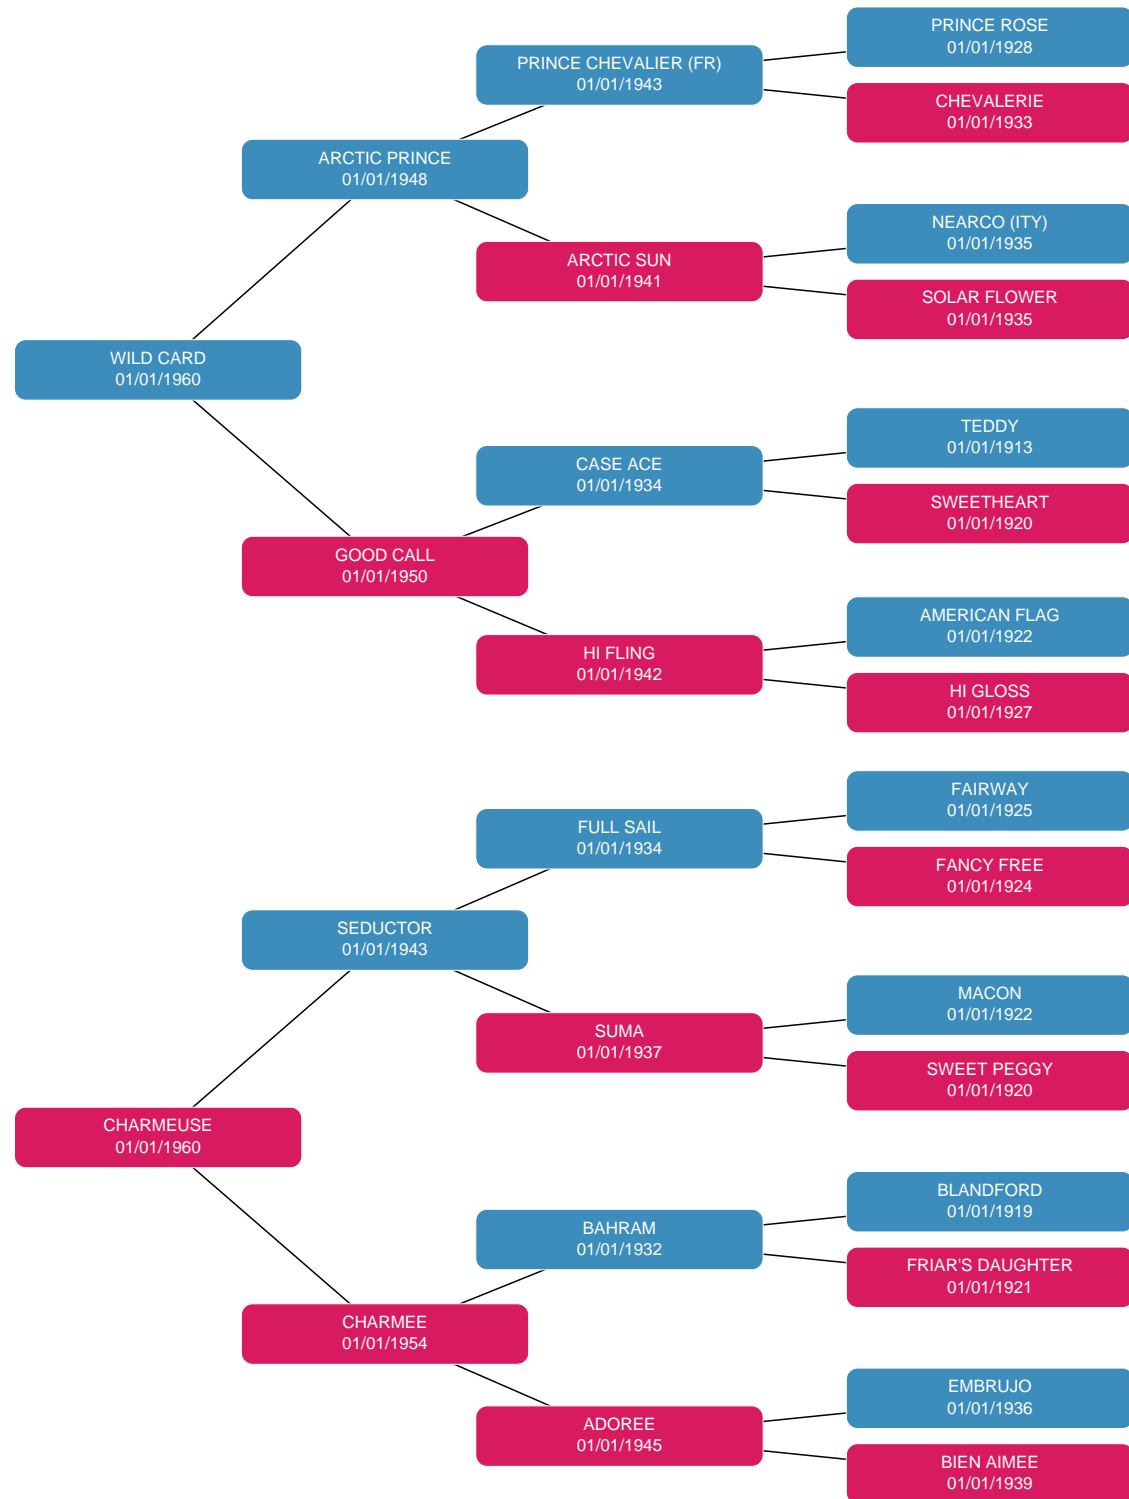 PRINCE ROSE
01/01/1928
PRINCE CHEVALIER (FR)
01/01/1943
CHEVALERIE
01/01/1933
ARCTIC PRINCE
01/01/1948
NEARCO (ITY)
01/01/1935
ARCTIC SUN
01/01/1941
SOLAR FLOWER
01/01/1935
WILD CARD
01/01/1960
TEDDY
01/01/1913
CASE ACE
01/01/1934
SWEETHEART
01/01/1920
GOOD CALL
01/01/1950
AMERICAN FLAG
01/01/1922
HI FLING
01/01/1942
HI GLOSS
01/01/1927
FAIRWAY
01/01/1925
FULL SAIL
01/01/1934
FANCY FREE
01/01/1924
SEDUCTOR
01/01/1943
MACON
01/01/1922
SUMA
01/01/1937
SWEET PEGGY
01/01/1920
CHARMEUSE
01/01/1960
BLANDFORD
01/01/1919
BAHRAM
01/01/1932
FRIAR'S DAUGHTER
01/01/1921
CHARMEE
01/01/1954
EMBRUJO
01/01/1936
ADOREE
01/01/1945
BIEN AIMEE
01/01/1939